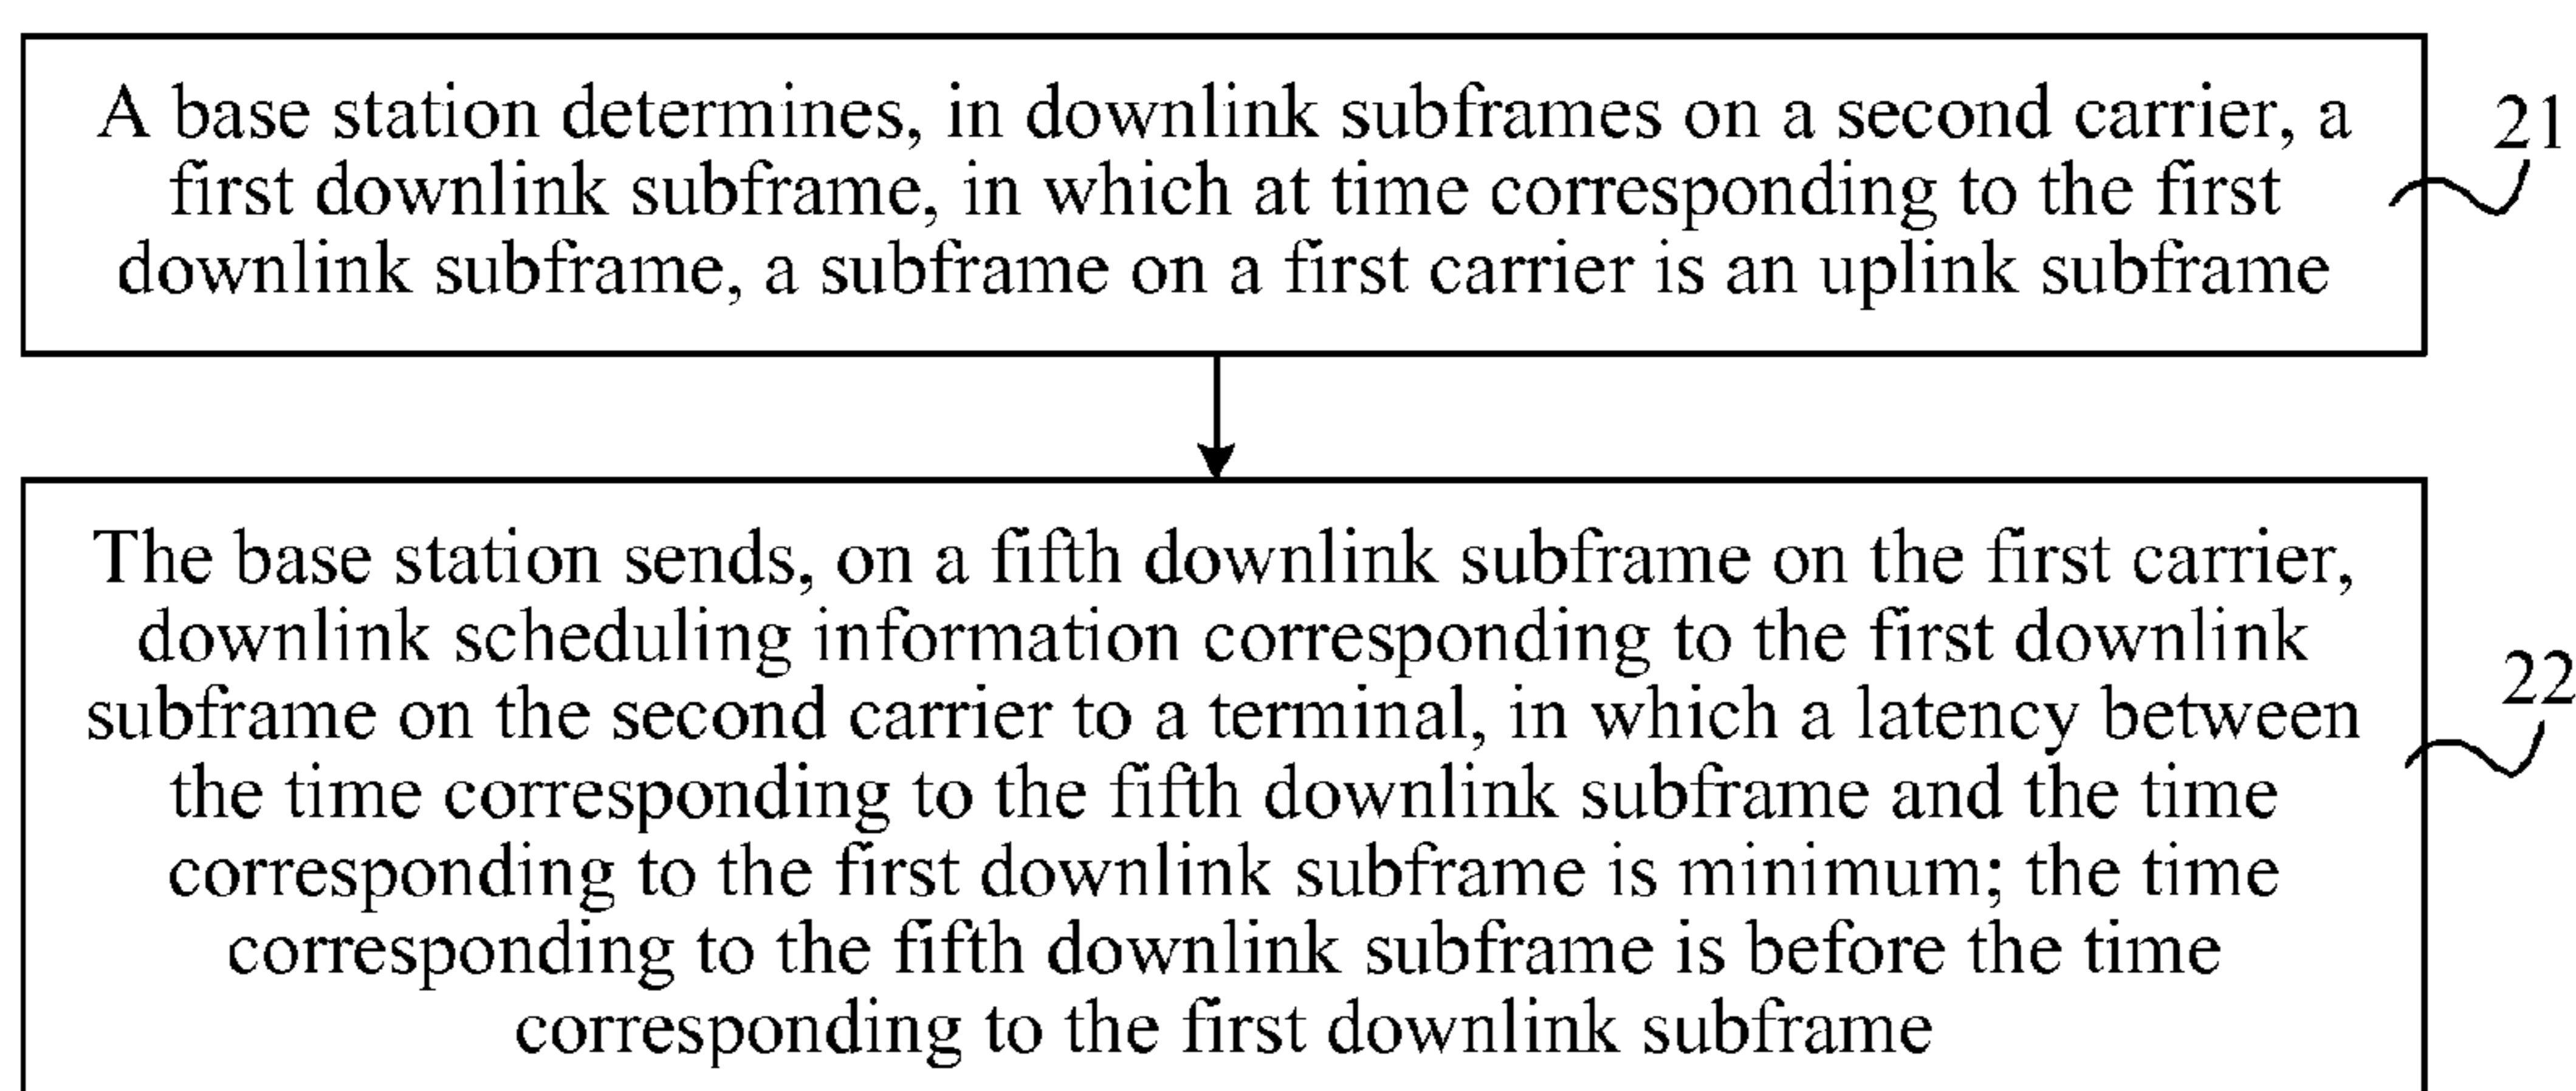 A base station determines, in downlink subframes on a second carrier, a
first downlink subframe, in which at time corresponding to the first
downlink subframe, a subframe on a first carrier is an uplink subframe
21
The base station sends, on a fifth downlink subframe on the first carrier,
downlink scheduling information corresponding to the first downlink
subframe on the second carrier to a terminal, in which a latency between
the time corresponding to the fifth downlink subframe and the time
corresponding to the first downlink subframe is minimum; the time
corresponding to the fifth downlink subframe is before the time
corresponding to the first downlink subframe
22